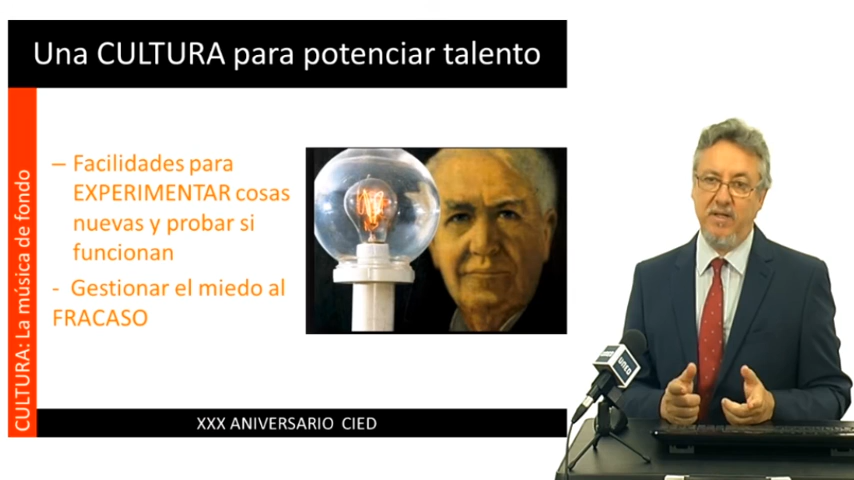 Una CULTURA para potenciar talento
– Facilidades para
EXPERIMENTAR cosas
nuevas y probar si
funcionan
- Gestionar el miedo al
FRACASO
CULTURA: La música de fondo
XXX ANIVERSARIO CIED
UNED